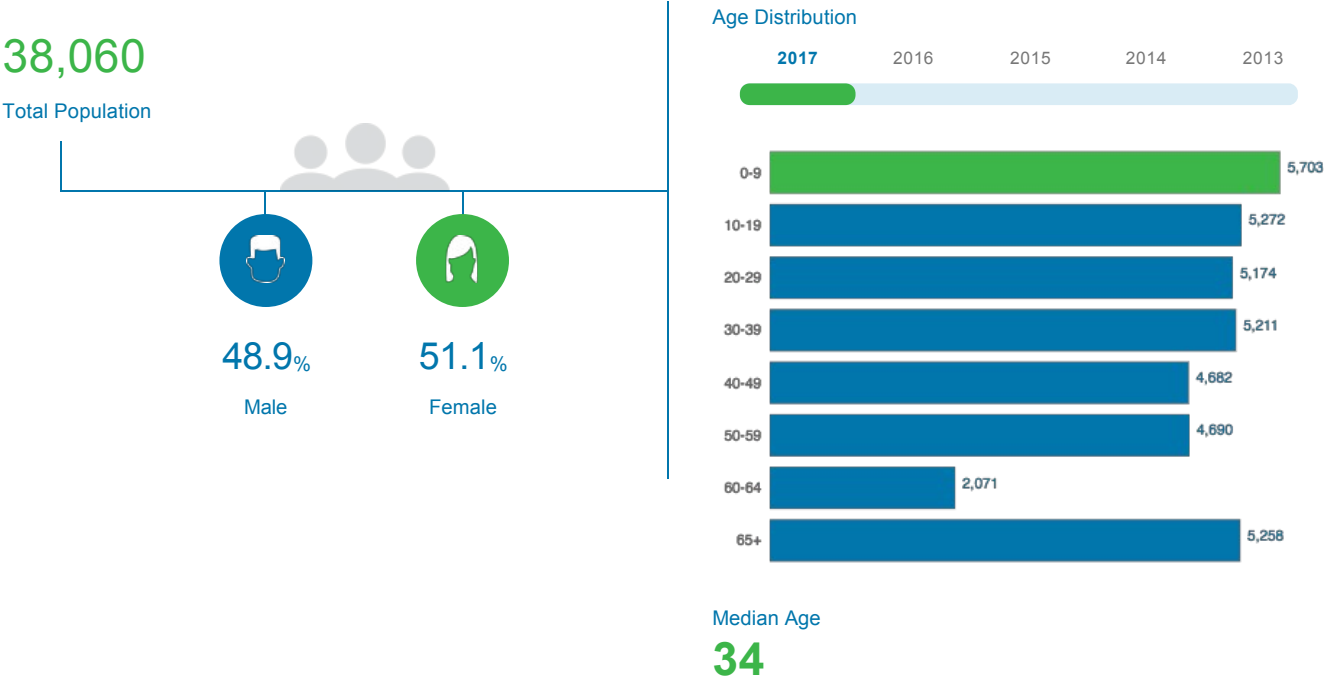 38,060
Total Population
48.9%
51.1%
Male
Female
Age Distribution
2017 2016 2015 2014 2013
0-9 5,703
10-19 5,272
20-29 5,174
30-39 5,211
40-49 4,682
50-59 4,690
60-64 2,071
65+ 5,258
Median Age
34